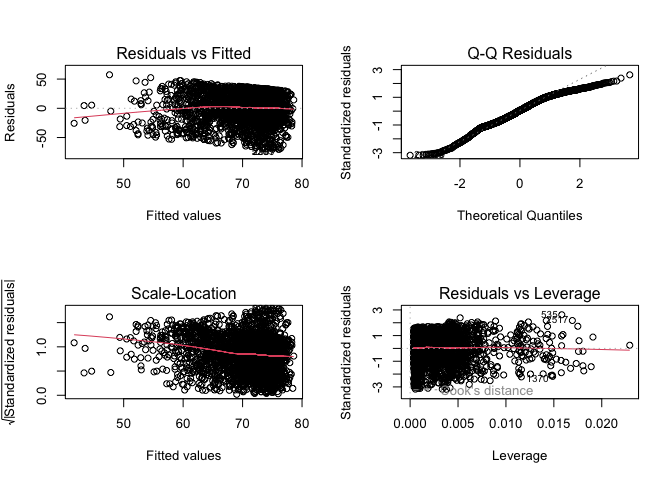 Residuals vs Fitted
Residuals
50
0
-50
50
60
70
80
Fitted values
Q-Q Residuals
Standardized residuals
3
1
-1
-3
-2
0
2
Theoretical Quantiles
Scale-Location
√|Standardized residuals|
1.0
0.0
50
60
70
80
Fitted values
Residuals vs Leverage
Standardized residuals
3
1
-1
-3
535
1370
Cook's distance
0.000
0.005
0.010
0.015
0.020
Leverage